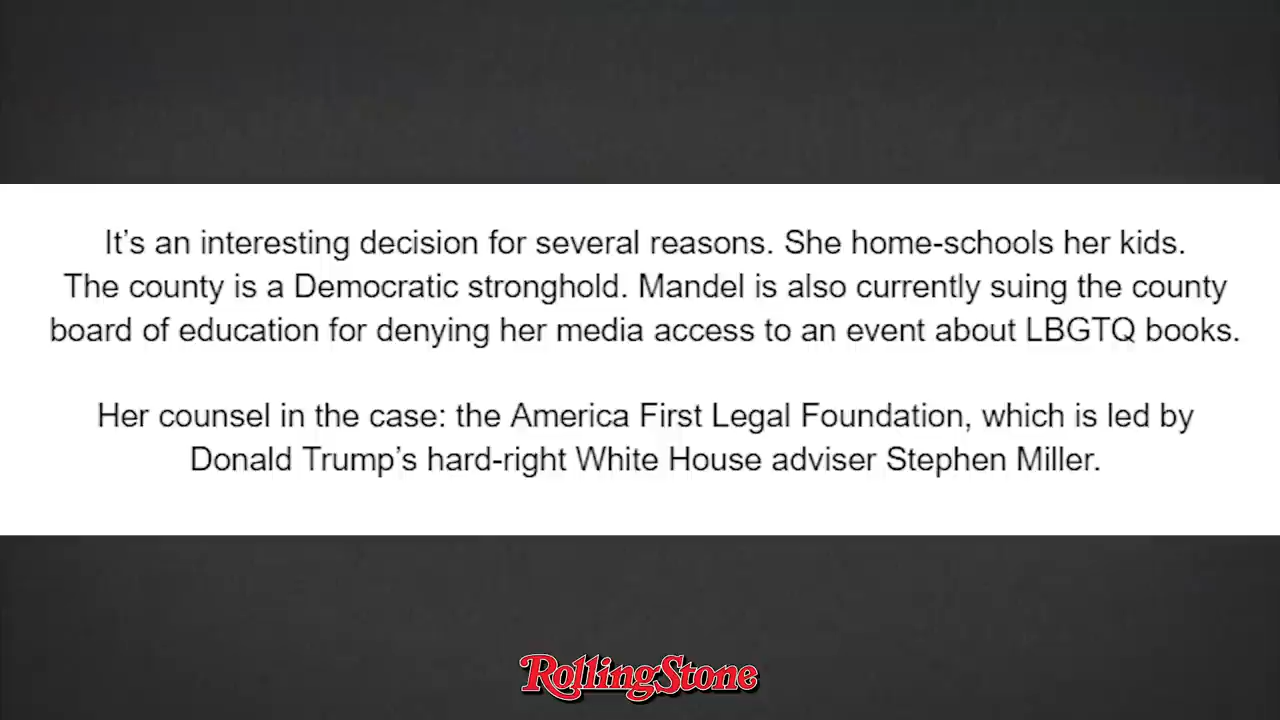 It’s an interesting decision for several reasons. She home-schools her kids.
The county is a Democratic stronghold. Mandel is also currently suing the county
board of education for denying her media access to an event about LBGTQ books.
Her counsel in the case: the America First Legal Foundation, which is led by
Donald Trump’s hard-right White House adviser Stephen Miller.
RollingStone